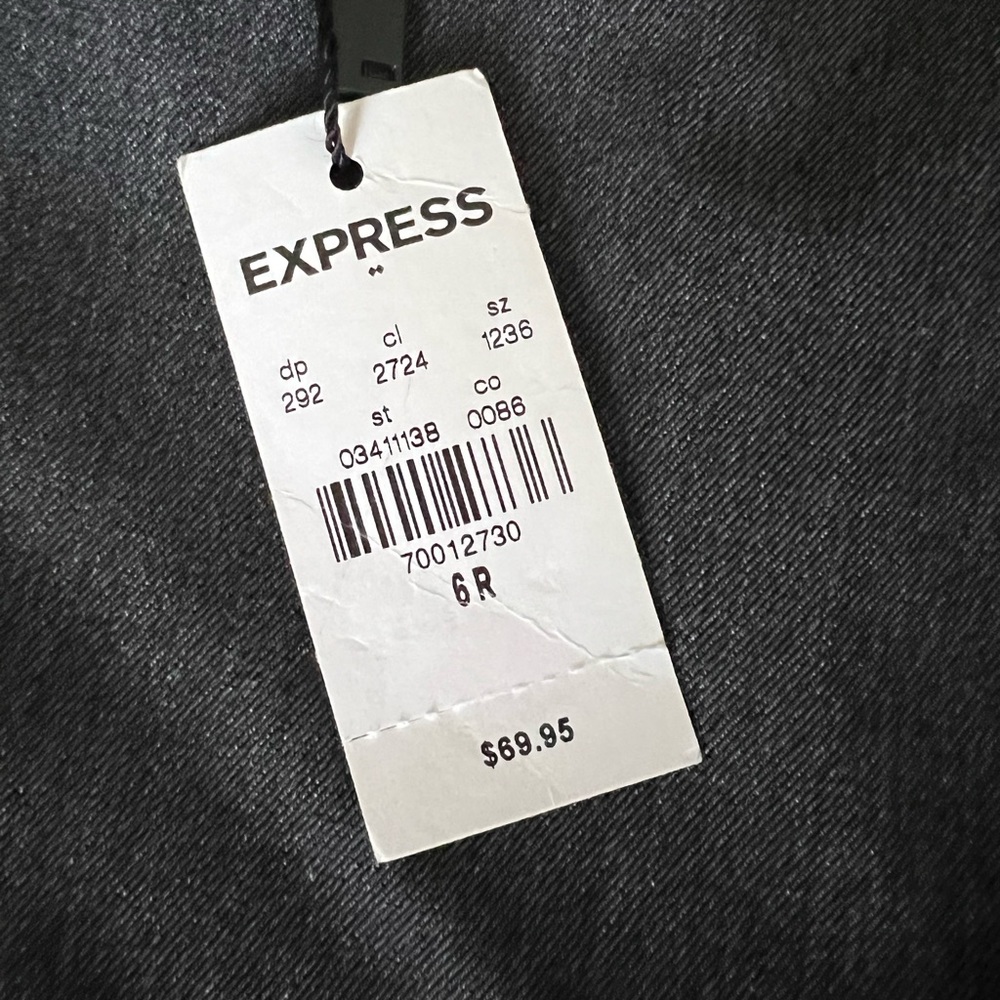 EXPRESS
dp cl sz
292 2724 1236
st co
03411138 0086
70012730
6 R
$69.95